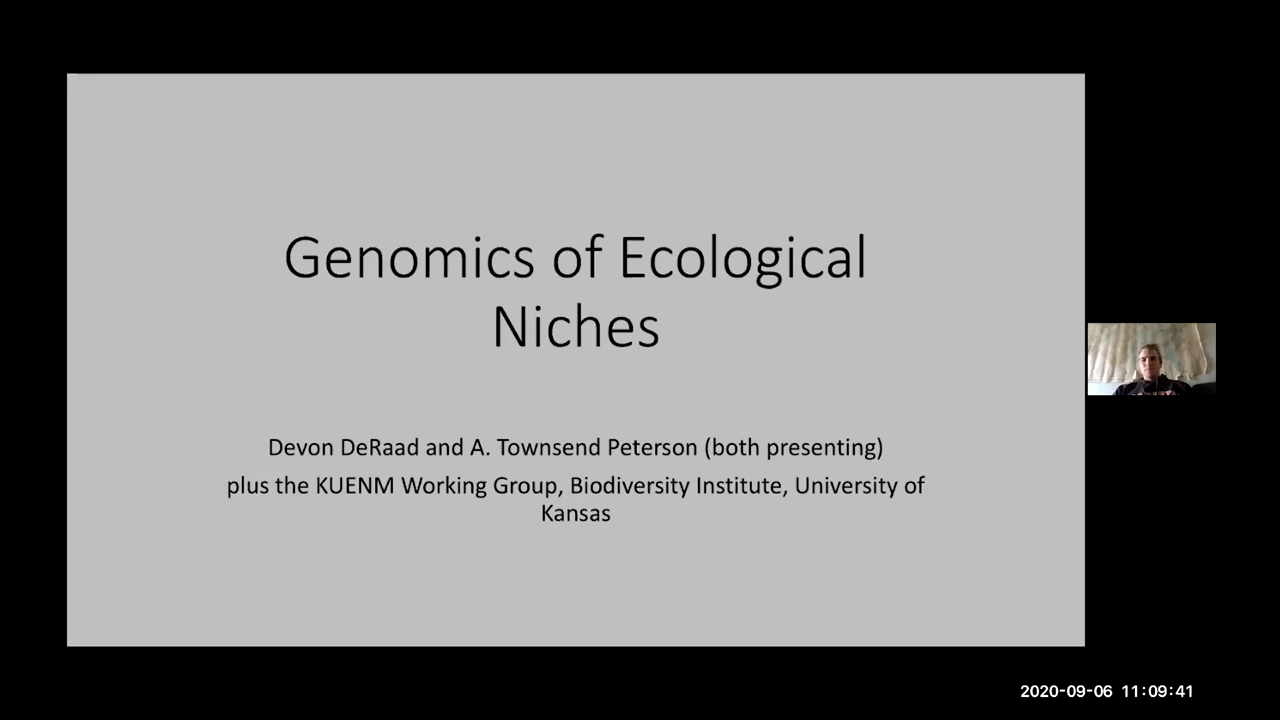 Genomics of Ecological
Niches
Devon DeRaad and A. Townsend Peterson (both presenting)
plus the KUENM Working Group, Biodiversity Institute, University of
Kansas
2020-09-06 11:09:41